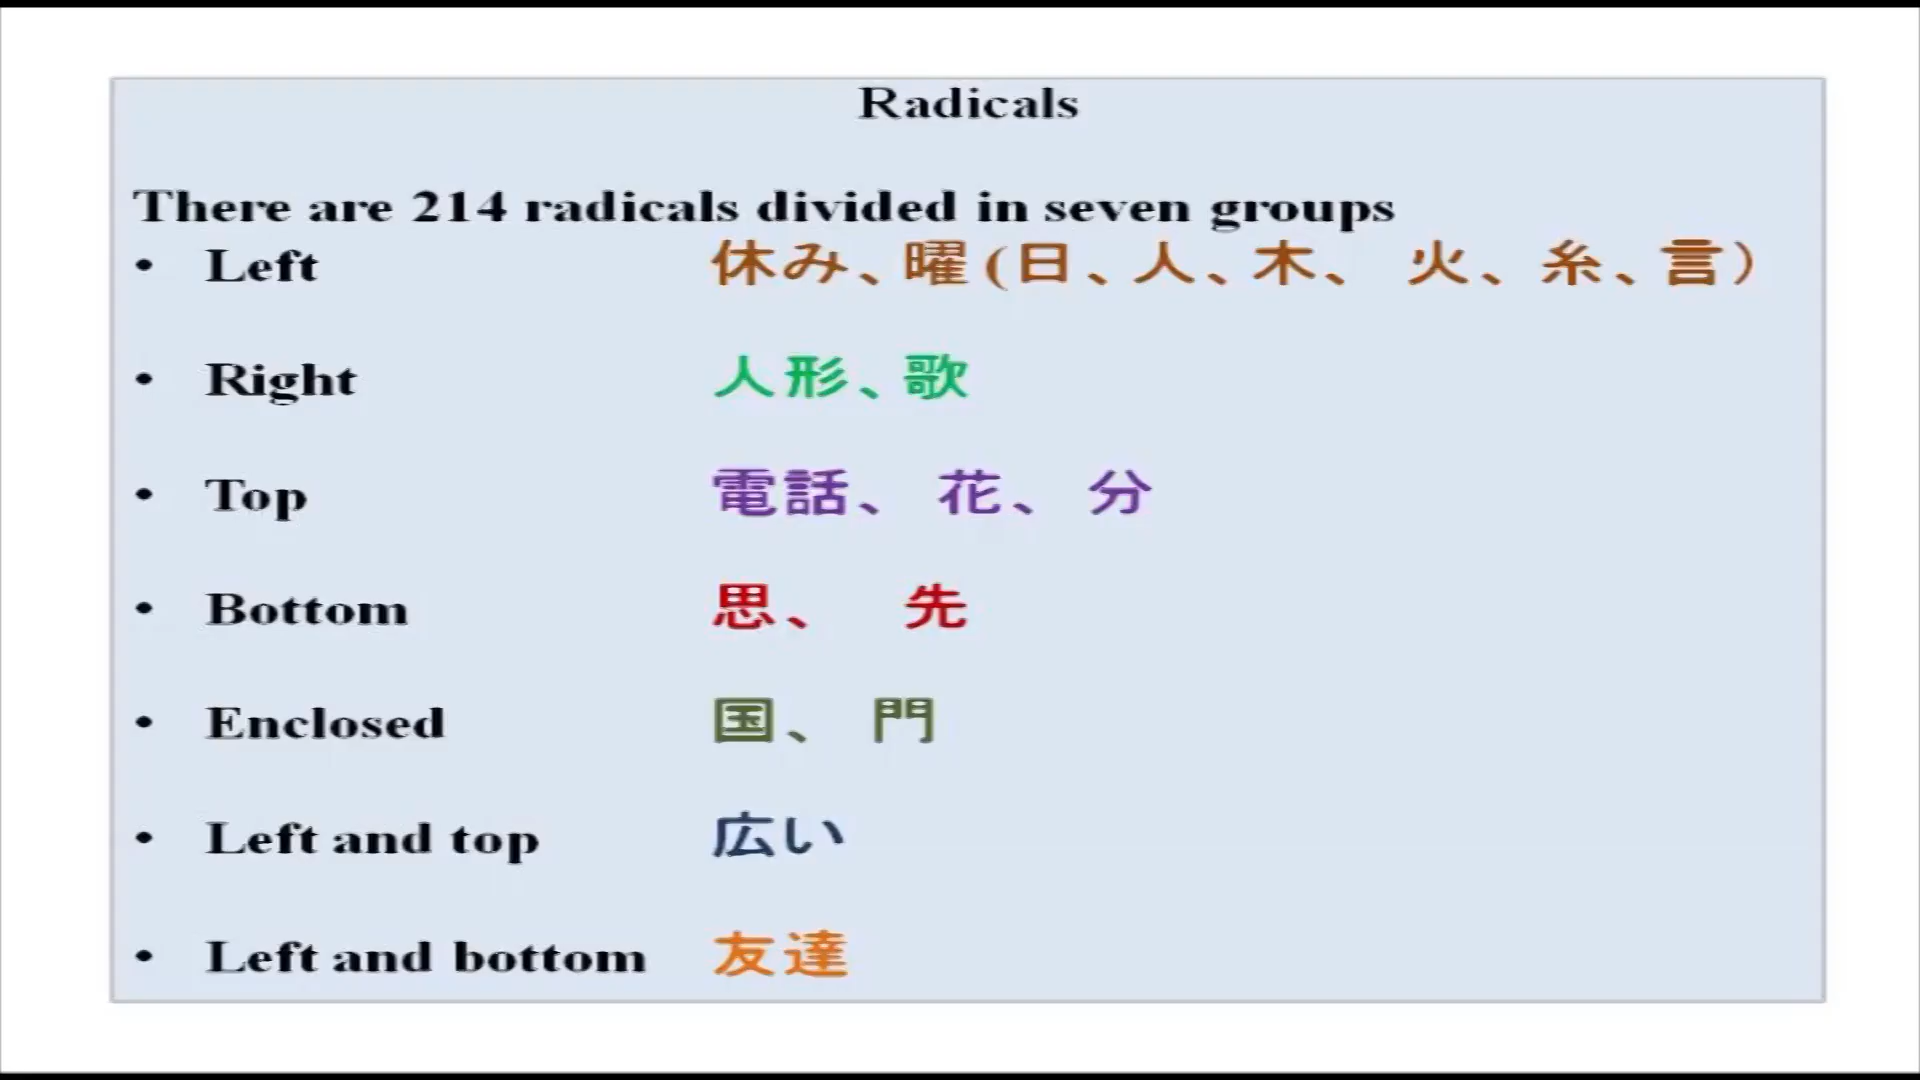 Radicals
There are 214 radicals divided in seven groups
• Left 休み、曜(日、人、木、 火、糸、言）
• Right 人形、歌
• Top 電話、 花、 分
• Bottom 思、 先
• Enclosed 国、 門
• Left and top 広い
• Left and bottom 友達